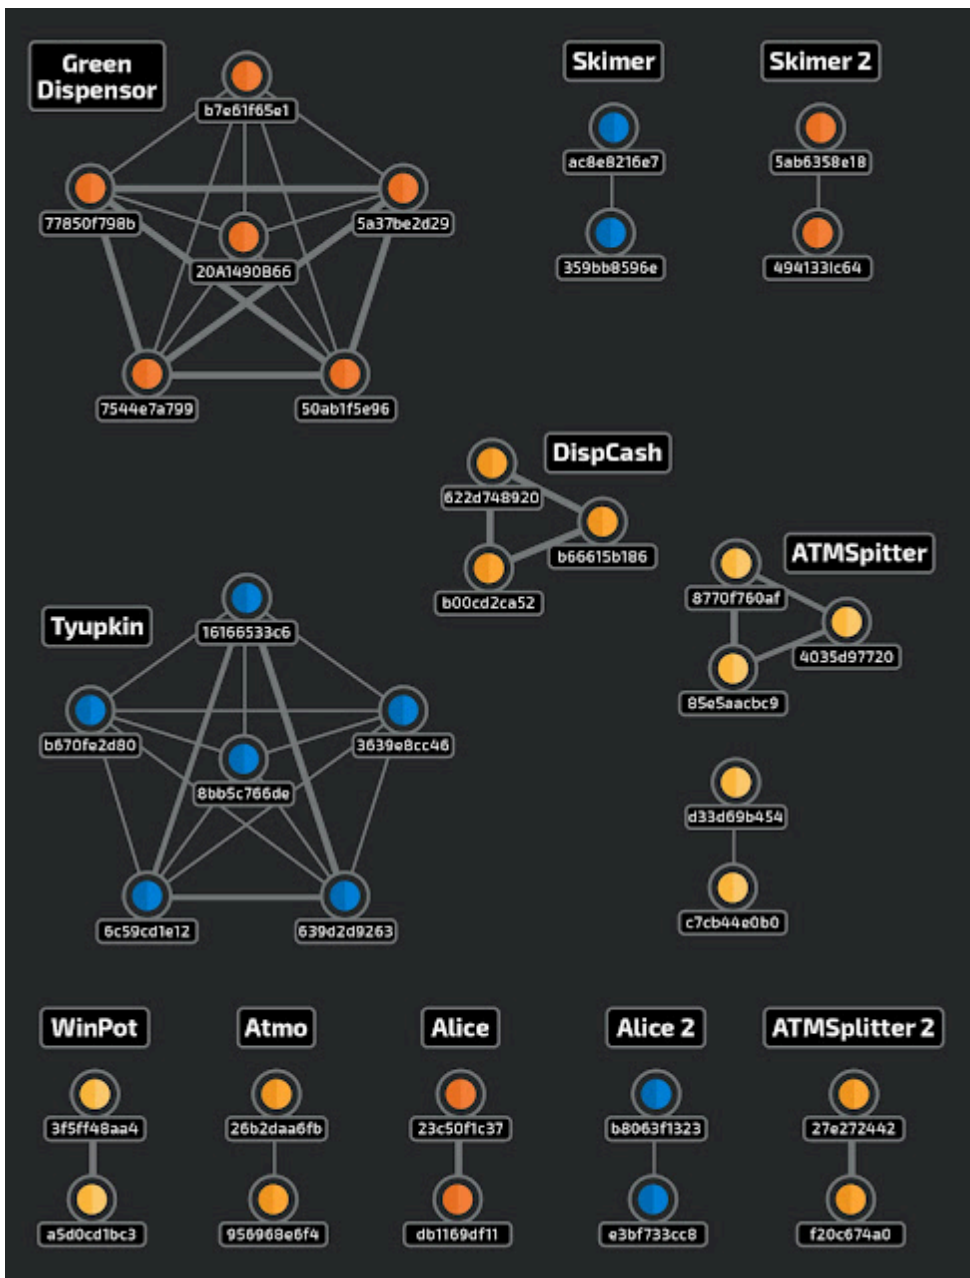 Green
Dispensor
b7e61f65e1
77850f798b
5a37be2d29
20A1490B66
7544e7a799
50ab1f5e96
Skimer
ac8e8216e7
359bb8596e
Skimer 2
5ab6358e18
494133lc64
DispCash
622d748920
b66615b186
b00cd2ca52
ATMSpitter
8770f760af
4035d97720
85e5aacbc9
d33d69b454
c7cb44e0b0
Tyupkin
16166533c6
b670fe2d80
3639e8cc46
8bb5c766de
6c59cd1e12
639d2d9263
WinPot
3f5ff48aa4
a5d0cd1bc3
Atmo
26b2daa6fb
956968e6f4
Alice
23c50f1c37
db1169df11
Alice 2
b8063f1323
e3bf733cc8
ATMSplitter 2
27e272442
f20c674a0